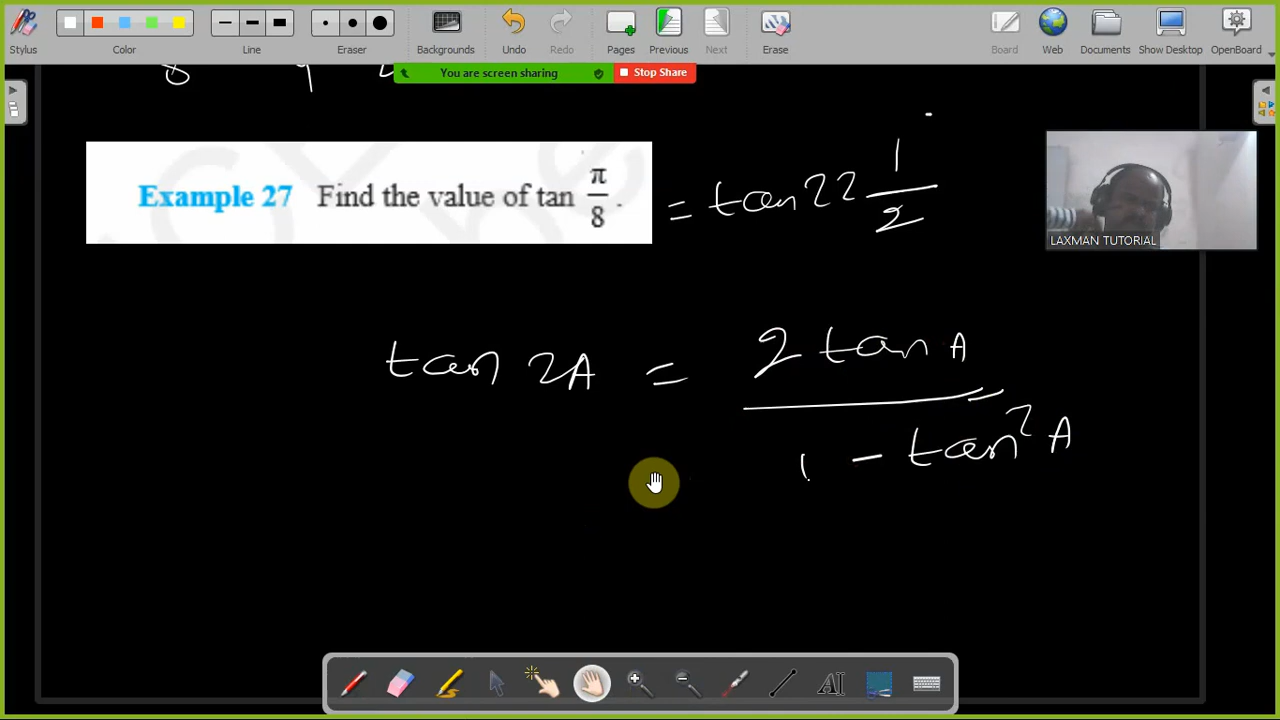 Stylus Color Line Eraser Backgrounds Undo Redo Pages Previous Next Erase Board Web Documents Show Desktop OpenBoard
You are screen sharing Stop Share
Example 27 Find the value of tan π/8 . = tan 22 1/2
LAXMAN TUTORIAL
tan 2A = 2 tan A / 1 - tan² A